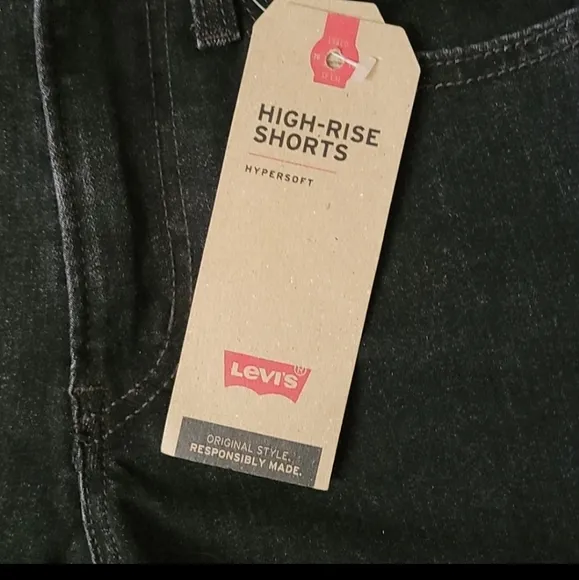 HIGH-RISE
SHORTS
HYPERSOFT
LEVI'S®
ORIGINAL STYLE.
RESPONSIBLY MADE.